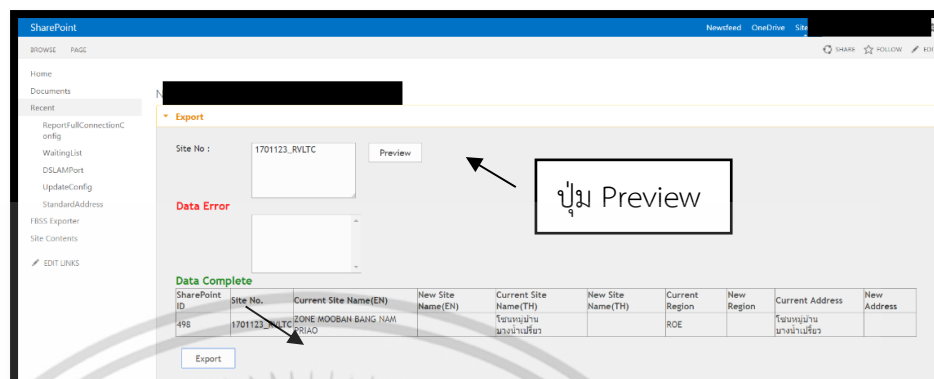 SharePoint
Newsfeed OneDrive Site
BROWSE PAGE
SHARE FOLLOW EDI
Home
Documents
Recent
ReportFullConnectionC
onfig
WaitingList
DSLAMPort
UpdateConfig
StandardAddress
FBSS Exporter
Site Contents
EDIT LINKS
N
Export
Site No :
1701123_RVLTC
Preview
ปุ่ม Preview
Data Error
Data Complete
SharePoint
ID
Site No.
Current Site Name(EN)
New Site
Name(EN)
Current Site
Name(TH)
New Site
Name(TH)
Current
Region
New
Region
Current Address
New
Address
498
1701123_RVLTC
ZONE MOOBAN BANG NAM
PRIAO
โซนหมู่บ้าน
บางน้ำเปรี้ยว
ROE
โซนหมู่บ้าน
บางน้ำเปรี้ยว
Export